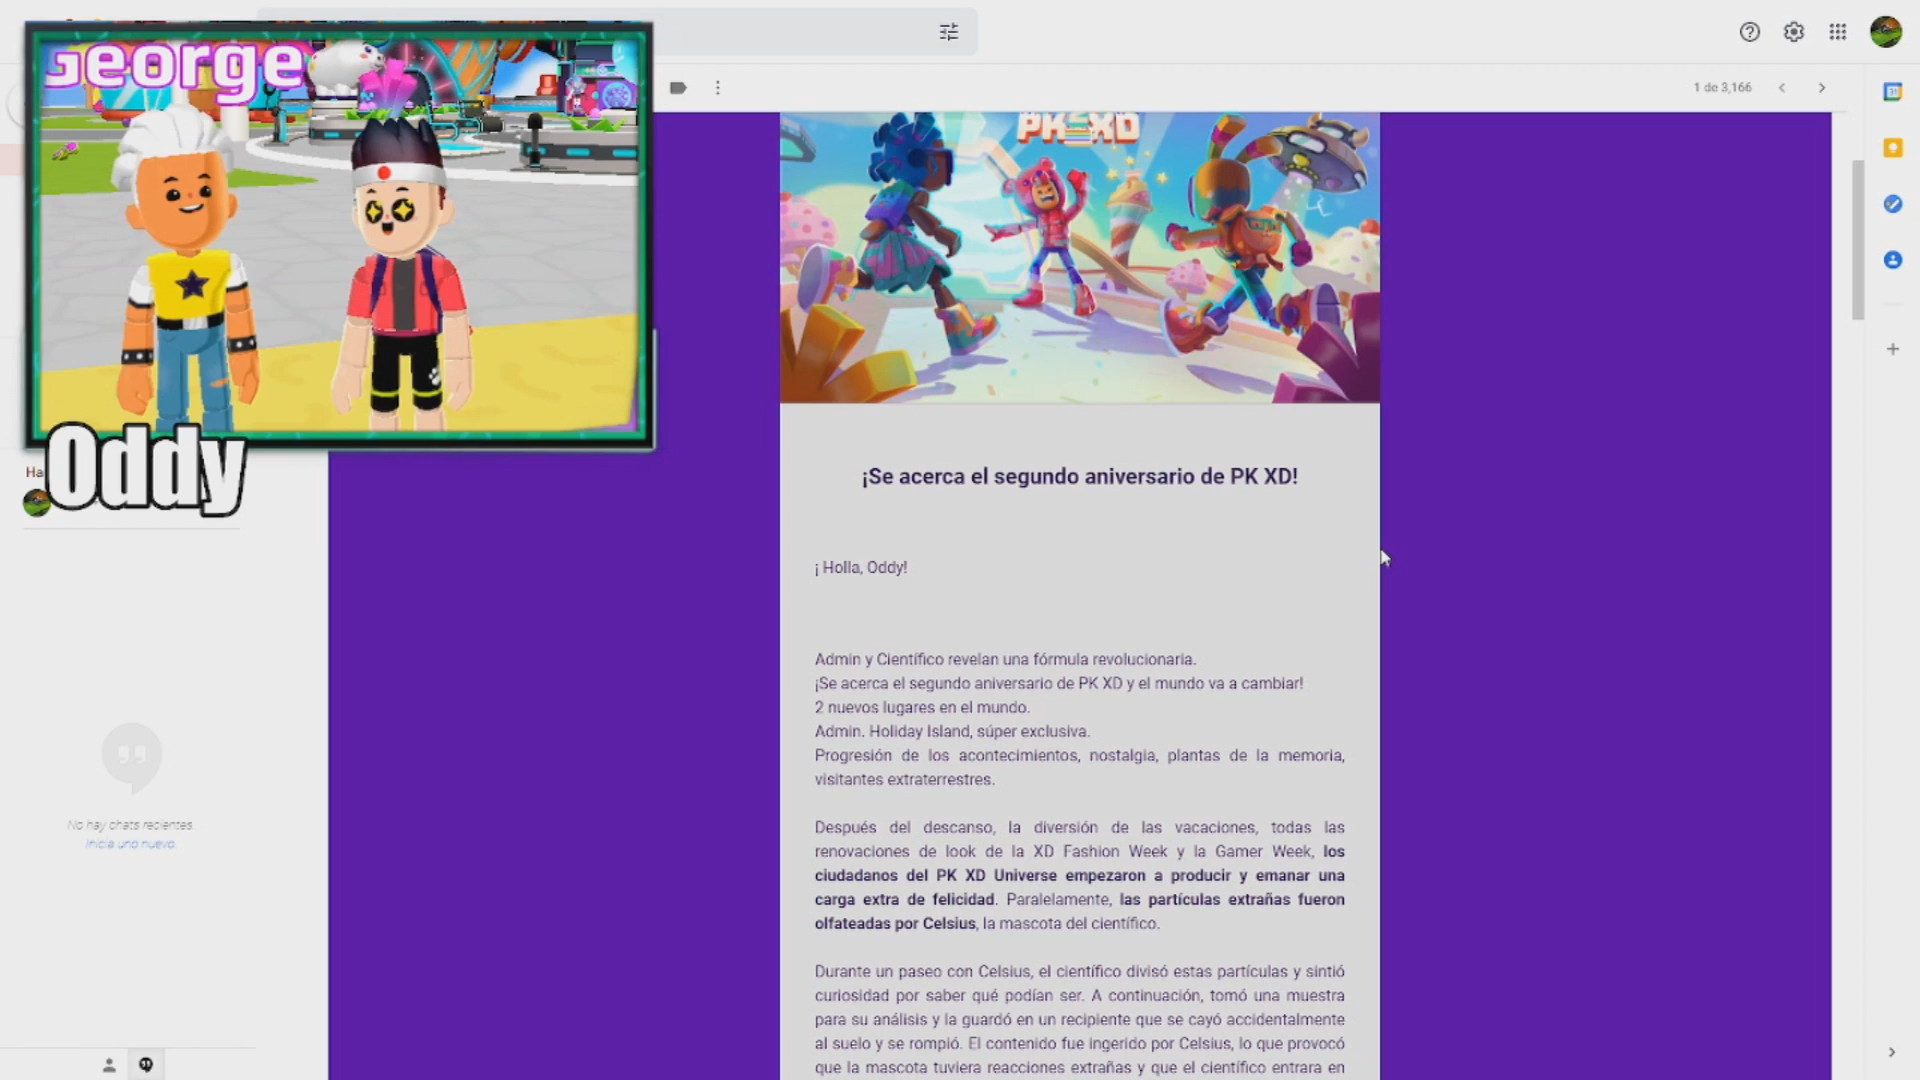 George
Oddy
Ha
1 de 3,166
PK XD
31
¡Se acerca el segundo aniversario de PK XD!
¡ Holla, Oddy!
Admin y Científico revelan una fórmula revolucionaria.
¡Se acerca el segundo aniversario de PK XD y el mundo va a cambiar!
2 nuevos lugares en el mundo.
Admin. Holiday Island, súper exclusiva.
Progresión de los acontecimientos, nostalgia, plantas de la memoria,
visitantes extraterrestres.
Después del descanso, la diversión de las vacaciones, todas las
renovaciones de look de la XD Fashion Week y la Gamer Week, los
ciudadanos del PK XD Universe empezaron a producir y emanar una
carga extra de felicidad. Paralelamente, las partículas extrañas fueron
olfateadas por Celsius, la mascota del científico.
Durante un paseo con Celsius, el científico divisó estas partículas y sintió
curiosidad por saber qué podían ser. A continuación, tomó una muestra
para su análisis y la guardó en un recipiente que se cayó accidentalmente
al suelo y se rompió. El contenido fue ingerido por Celsius, lo que provocó
que la mascota tuviera reacciones extrañas y que el científico entrara en
No hay chats recientes.
Inicia uno nuevo.